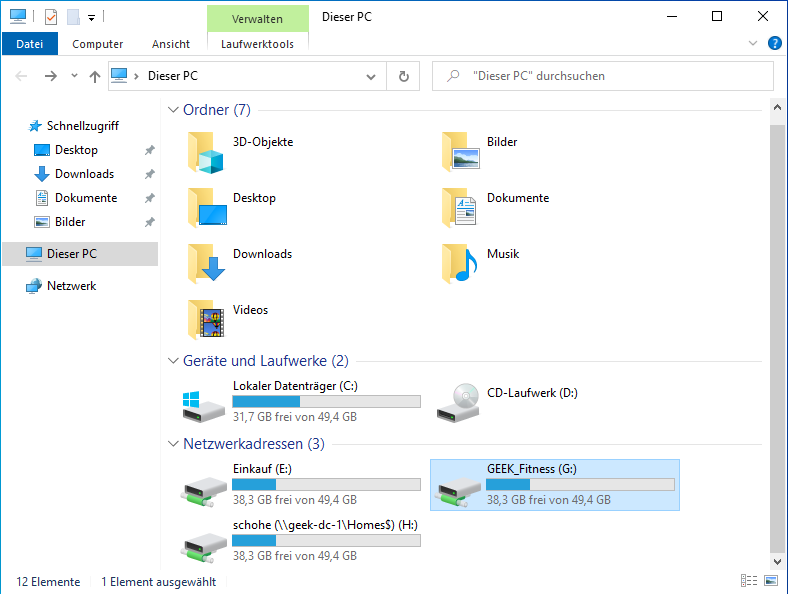 Verwalten
Dieser PC
Datei
Computer
Ansicht
Laufwerktools
Dieser PC
"Dieser PC" durchsuchen
Schnellzugriff
Desktop
Downloads
Dokumente
Bilder
Dieser PC
Netzwerk
Ordner (7)
3D-Objekte
Bilder
Desktop
Dokumente
Downloads
Musik
Videos
Geräte und Laufwerke (2)
Lokaler Datenträger (C:)
31,7 GB frei von 49,4 GB
CD-Laufwerk (D:)
Netzwerkadressen (3)
Einkauf (E:)
38,3 GB frei von 49,4 GB
GEEK_Fitness (G:)
38,3 GB frei von 49,4 GB
schohe (\\geek-dc-1\Homes$) (H:)
38,3 GB frei von 49,4 GB
12 Elemente
1 Element ausgewählt